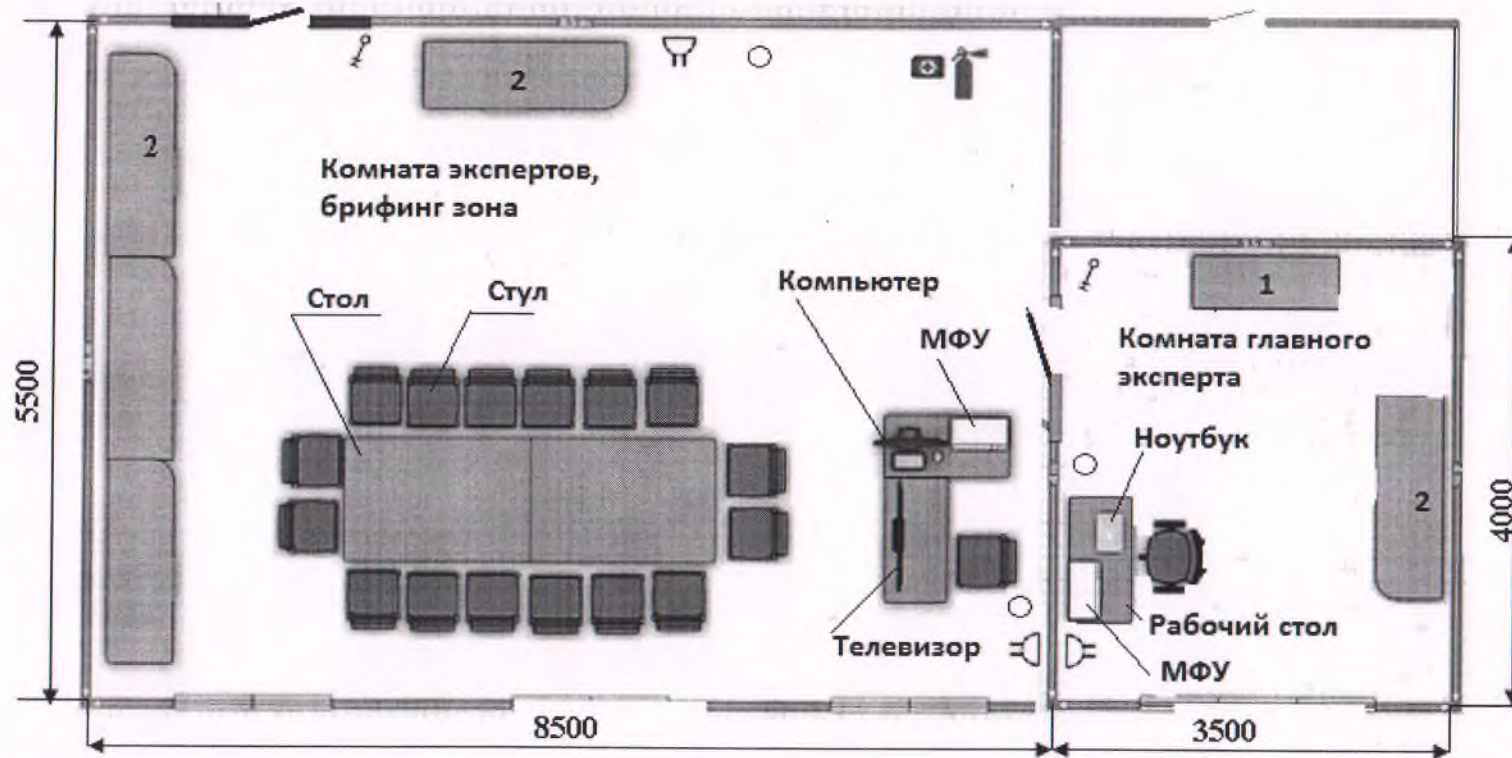 2
2
Комната экспертов,
брифинг зона
Стол
Стул
Компьютер
МФУ
1
Комната главного
эксперта
Ноутбук
2
Рабочий стол
МФУ
Телевизор
5500
4000
8500
3500